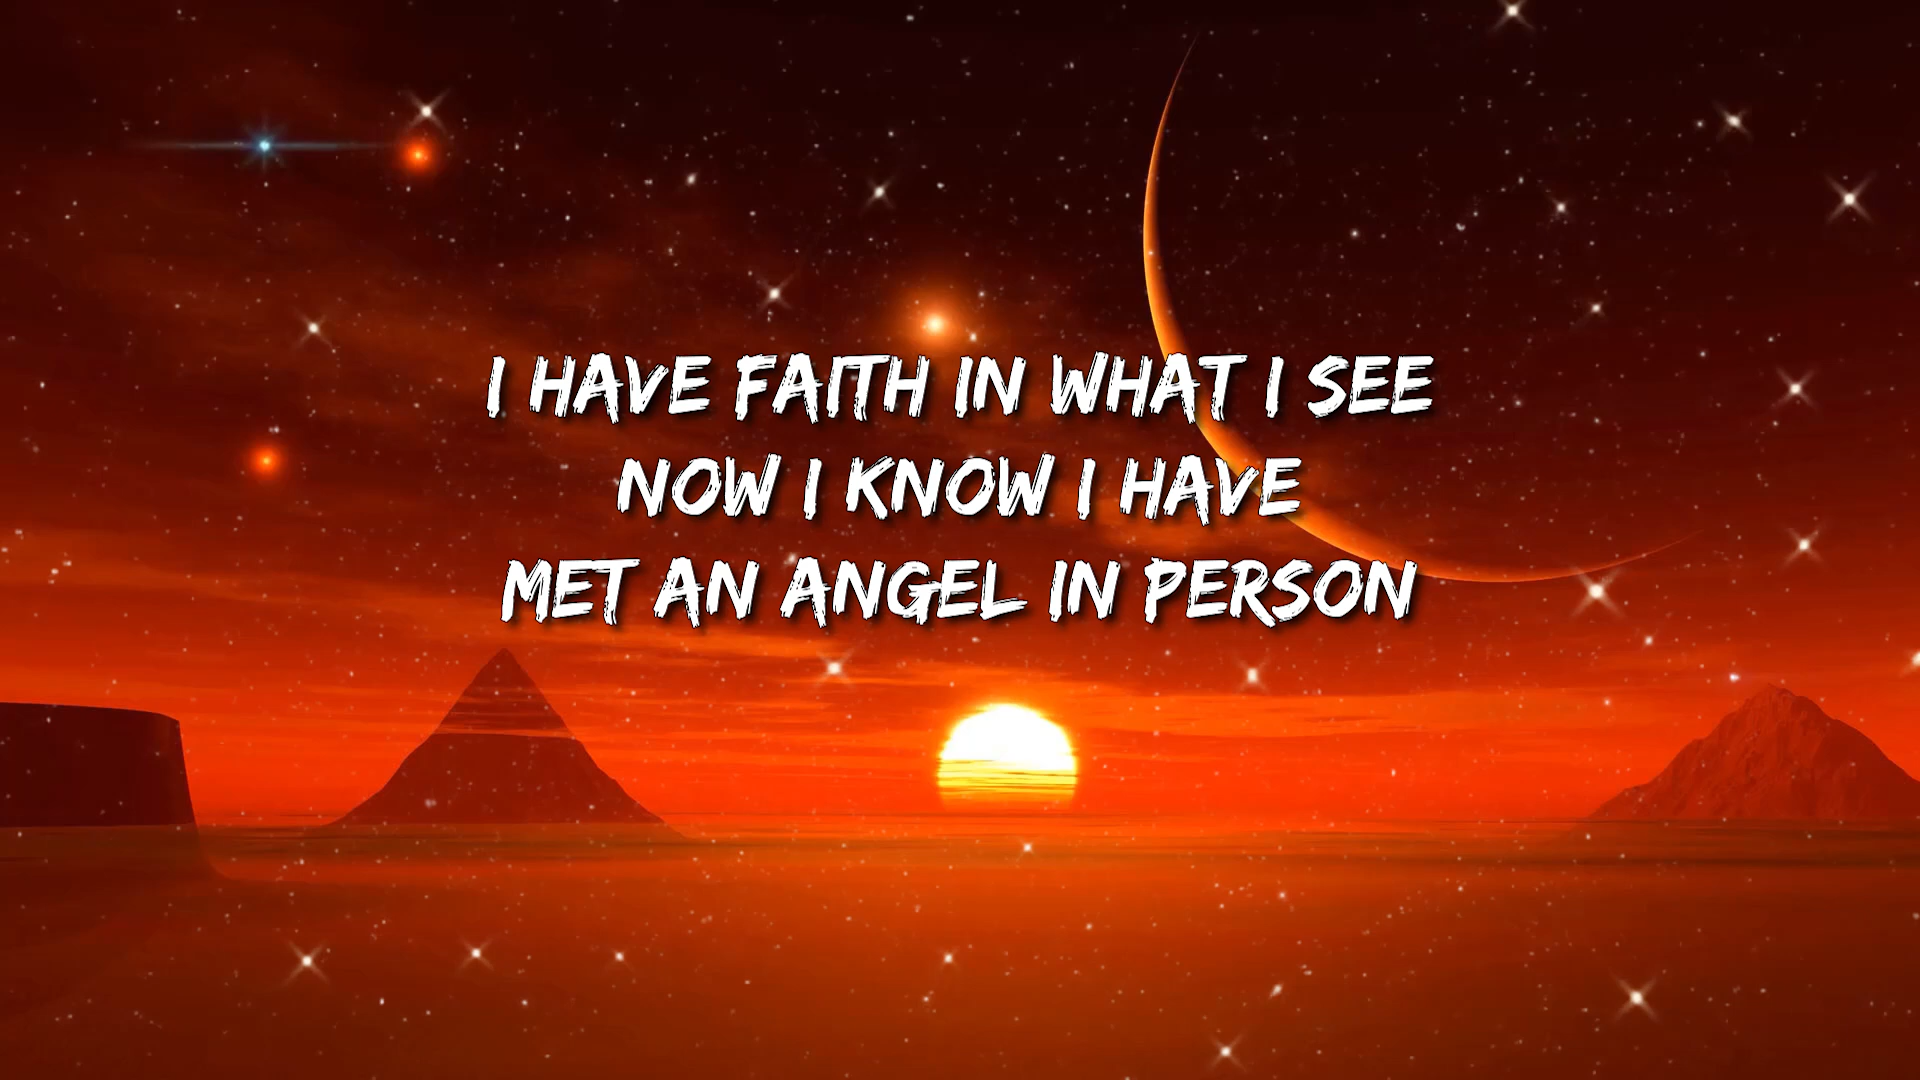 I HAVE FAITH IN WHAT I SEE
NOW I KNOW I HAVE
MET AN ANGEL IN PERSON